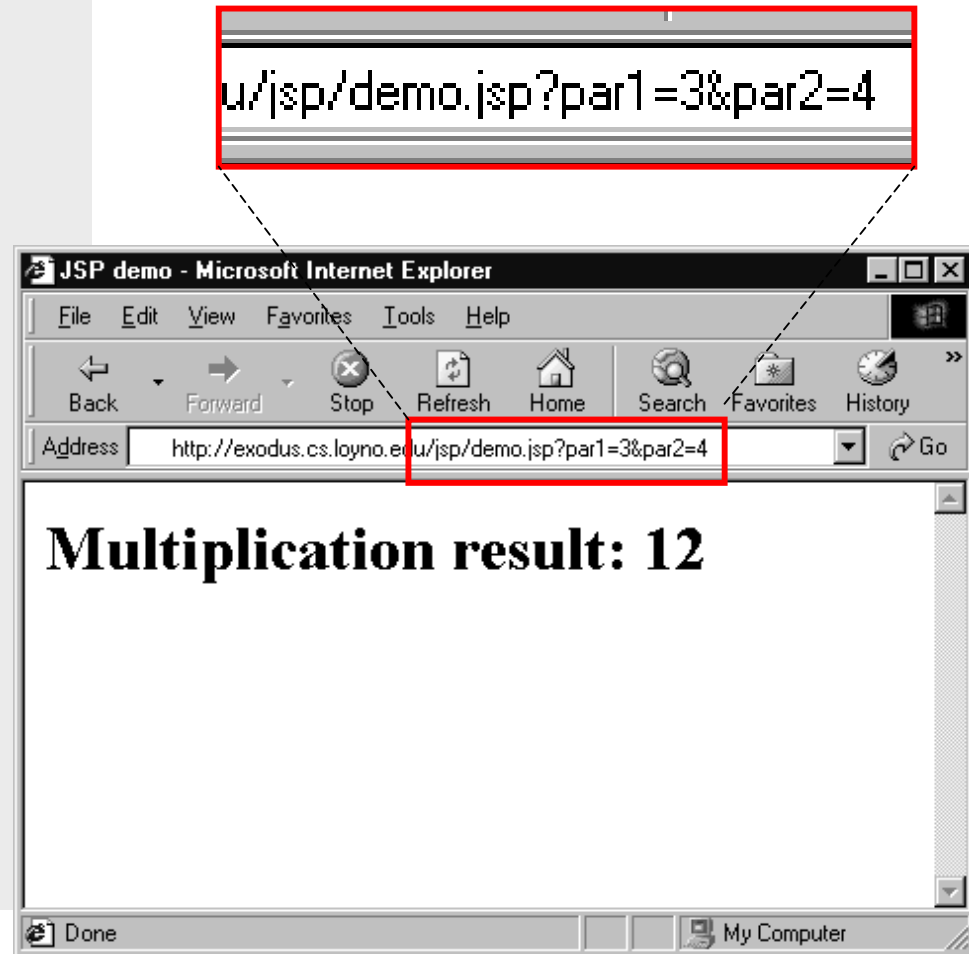 u/jsp/demo.jsp?par1=3&par2=4
JSP demo - Microsoft Internet Explorer
File Edit View Favorites Tools Help
Back Forward Stop Refresh Home Search Favorites History »
Address http://exodus.cs.loyno.edu/jsp/demo.jsp?par1=3&par2=4 Go
Multiplication result: 12
Done My Computer